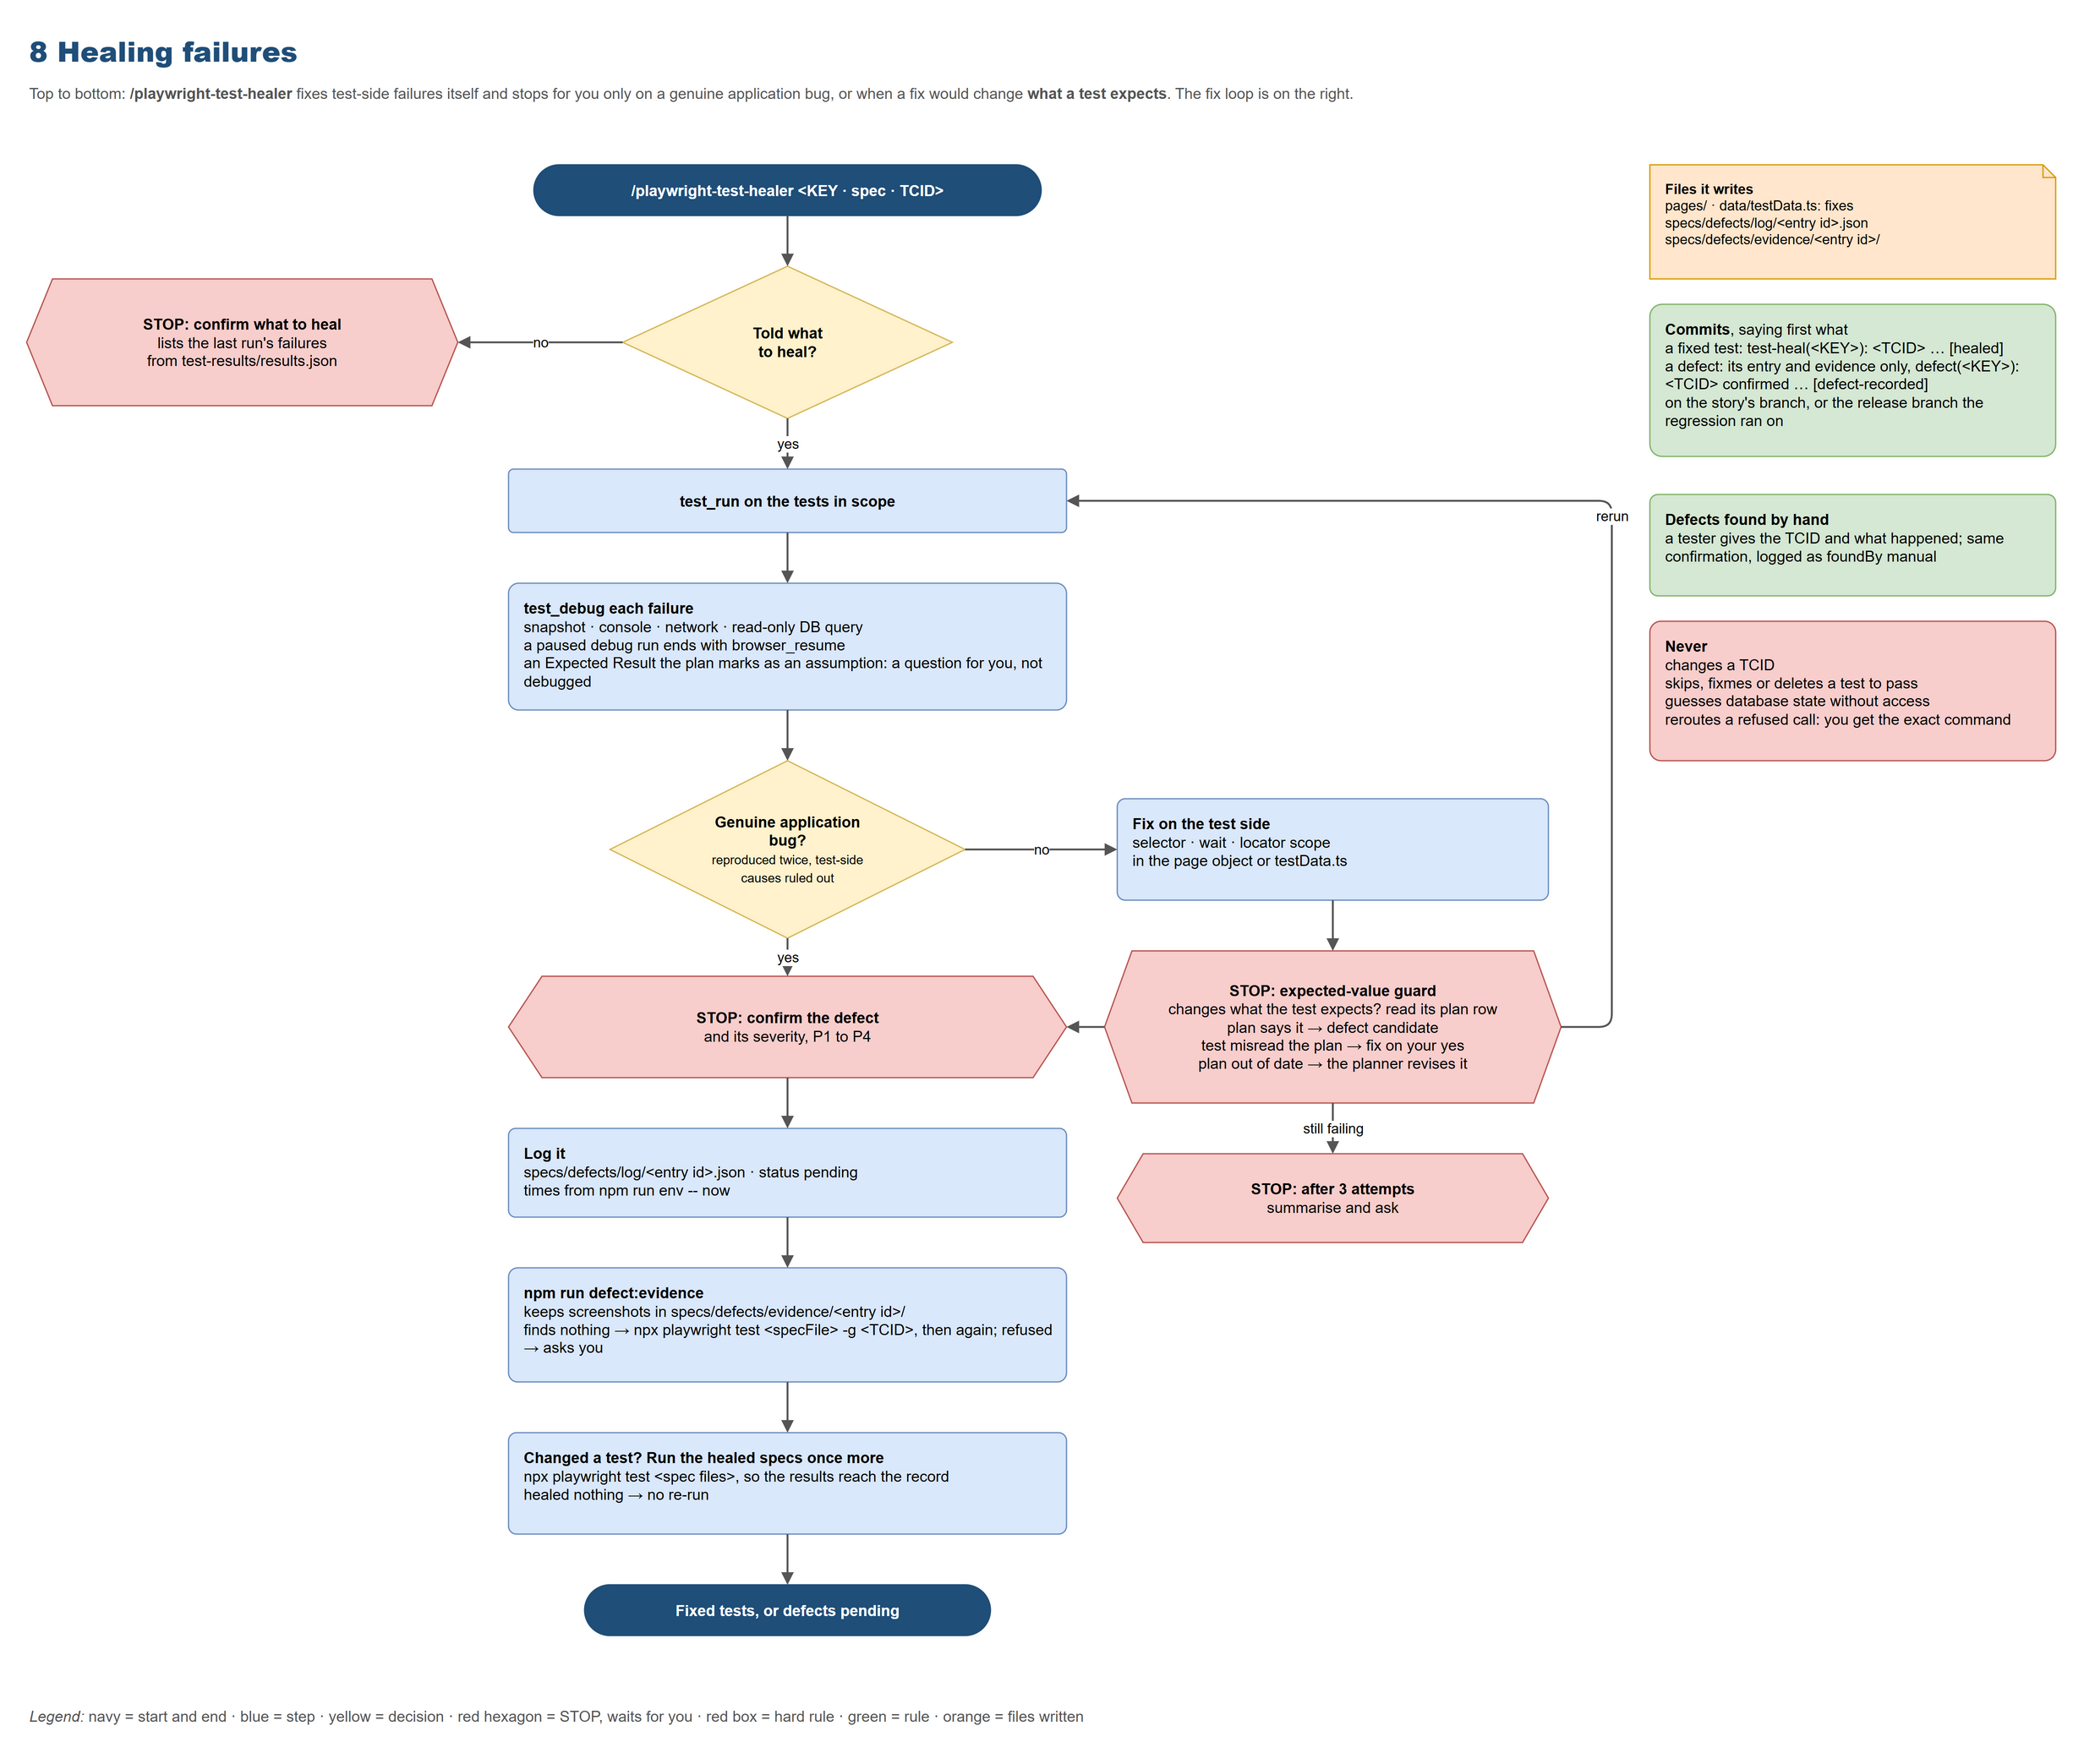 8 Healing failures
Top to bottom: /playwright-test-healer fixes test-side failures itself and stops for you only on a genuine application bug, or when a fix would change what a test expects. The fix loop is on the right.
/playwright-test-healer <KEY · spec · TCID>
Told what
to heal?
no
STOP: confirm what to heal
lists the last run's failures
from test-results/results.json
yes
test_run on the tests in scope
rerun
test_debug each failure
snapshot · console · network · read-only DB query
a paused debug run ends with browser_resume
an Expected Result the plan marks as an assumption: a question for you, not
debugged
Genuine application
bug?
reproduced twice, test-side
causes ruled out
no
Fix on the test side
selector · wait · locator scope
in the page object or testData.ts
yes
STOP: confirm the defect
and its severity, P1 to P4
STOP: expected-value guard
changes what the test expects? read its plan row
plan says it → defect candidate
test misread the plan → fix on your yes
plan out of date → the planner revises it
still failing
STOP: after 3 attempts
summarise and ask
Log it
specs/defects/log/<entry id>.json · status pending
times from npm run env -- now
npm run defect:evidence
keeps screenshots in specs/defects/evidence/<entry id>/
finds nothing → npx playwright test <specFile> -g <TCID>, then again; refused
→ asks you
Changed a test? Run the healed specs once more
npx playwright test <spec files>, so the results reach the record
healed nothing → no re-run
Fixed tests, or defects pending
Files it writes
pages/ · data/testData.ts: fixes
specs/defects/log/<entry id>.json
specs/defects/evidence/<entry id>/
Commits, saying first what
a fixed test: test-heal(<KEY>): <TCID> … [healed]
a defect: its entry and evidence only, defect(<KEY>):
<TCID> confirmed … [defect-recorded]
on the story's branch, or the release branch the
regression ran on
Defects found by hand
a tester gives the TCID and what happened; same
confirmation, logged as foundBy manual
Never
changes a TCID
skips, fixmes or deletes a test to pass
guesses database state without access
reroutes a refused call: you get the exact command
Legend: navy = start and end · blue = step · yellow = decision · red hexagon = STOP, waits for you · red box = hard rule · green = rule · orange = files written